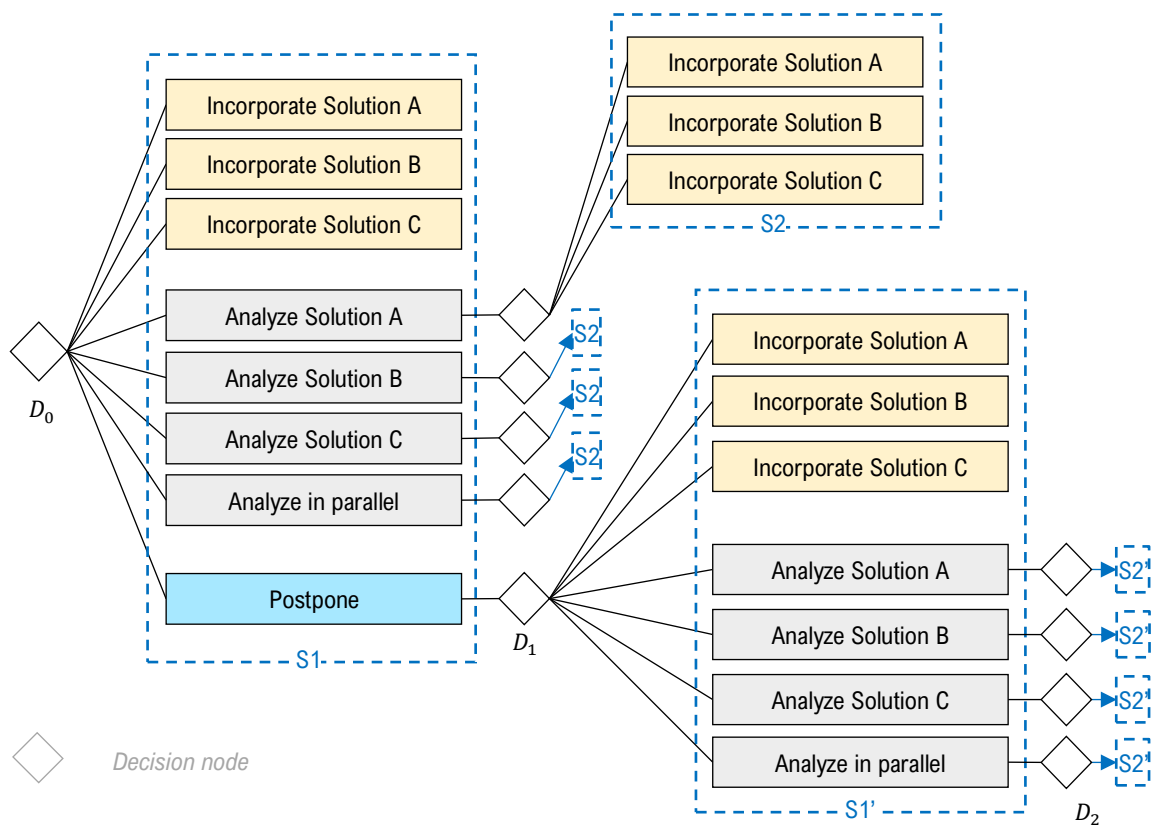 Incorporate Solution A
Incorporate Solution B
Incorporate Solution C
Analyze Solution A
Analyze Solution B
Analyze Solution C
Analyze in parallel
Postpone
S1
D₀
Incorporate Solution A
Incorporate Solution B
Incorporate Solution C
S2
S2
S2
S2
D₁
Incorporate Solution A
Incorporate Solution B
Incorporate Solution C
Analyze Solution A
Analyze Solution B
Analyze Solution C
Analyze in parallel
S1'
S2'
S2'
S2'
S2'
D₂
Decision node